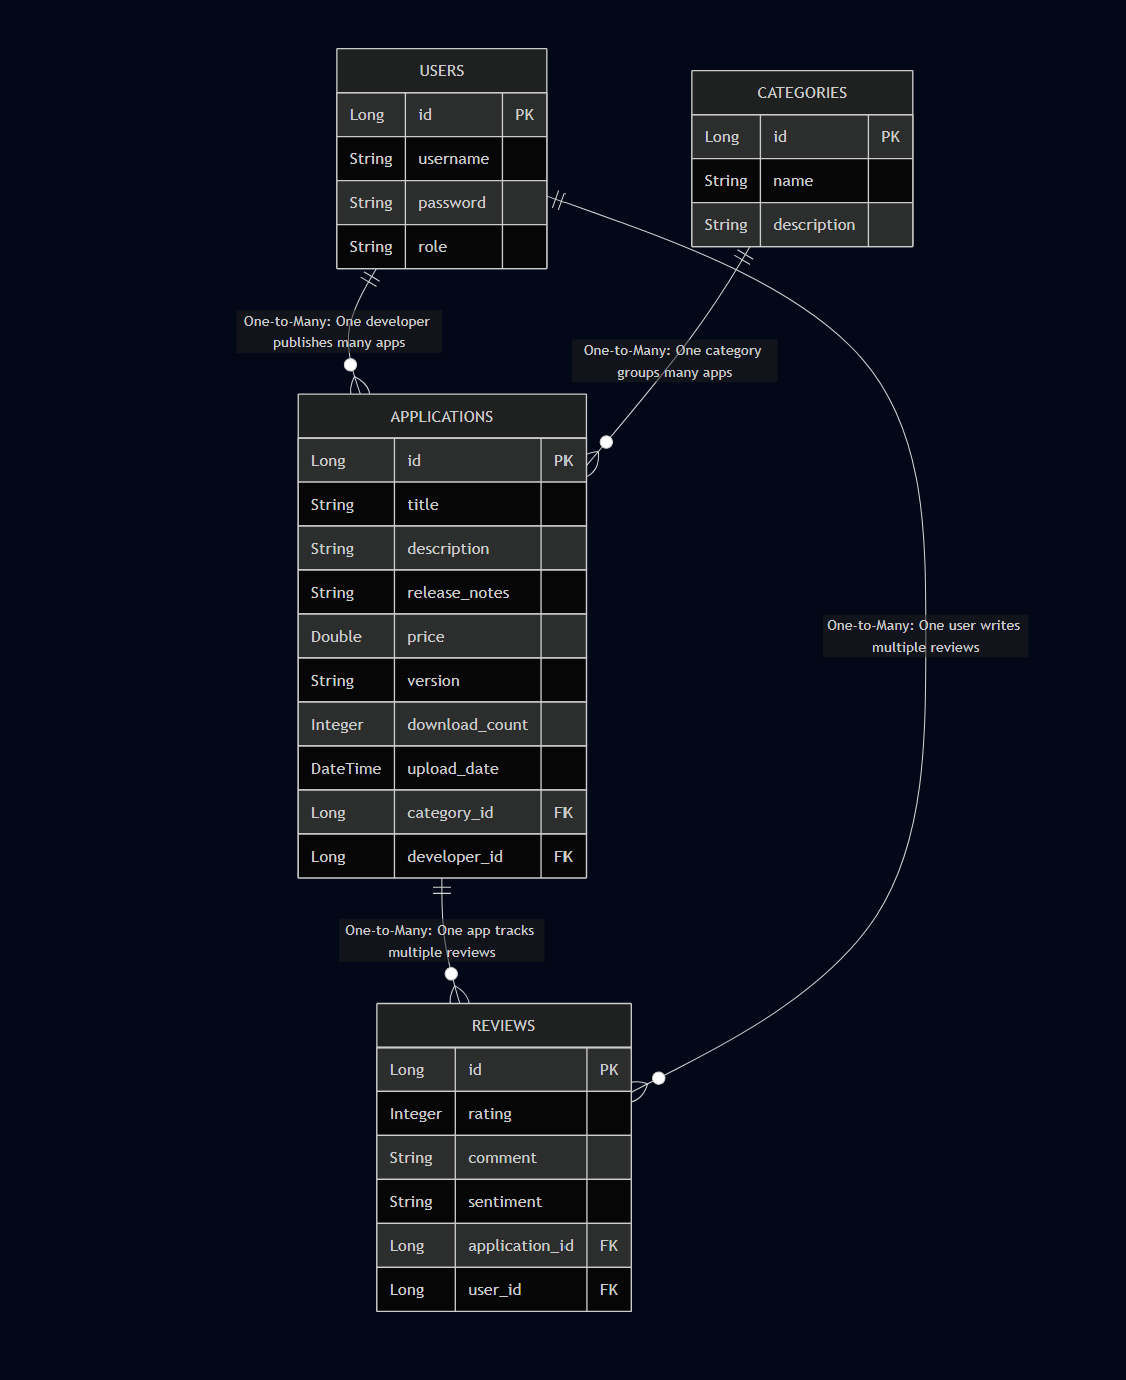 USERS
Long id PK
String username
String password
String role
CATEGORIES
Long id PK
String name
String description
One-to-Many: One developer
publishes many apps
One-to-Many: One category
groups many apps
APPLICATIONS
Long id PK
String title
String description
String release_notes
Double price
String version
Integer download_count
DateTime upload_date
Long category_id FK
Long developer_id FK
One-to-Many: One user writes
multiple reviews
One-to-Many: One app tracks
multiple reviews
REVIEWS
Long id PK
Integer rating
String comment
String sentiment
Long application_id FK
Long user_id FK